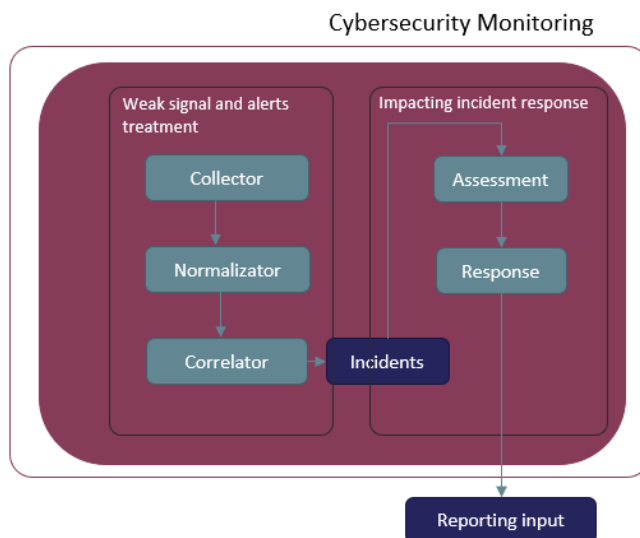 Cybersecurity Monitoring
Weak signal and alerts
treatment
Collector
Normalizator
Correlator
Incidents
Impacting incident response
Assessment
Response
Reporting input